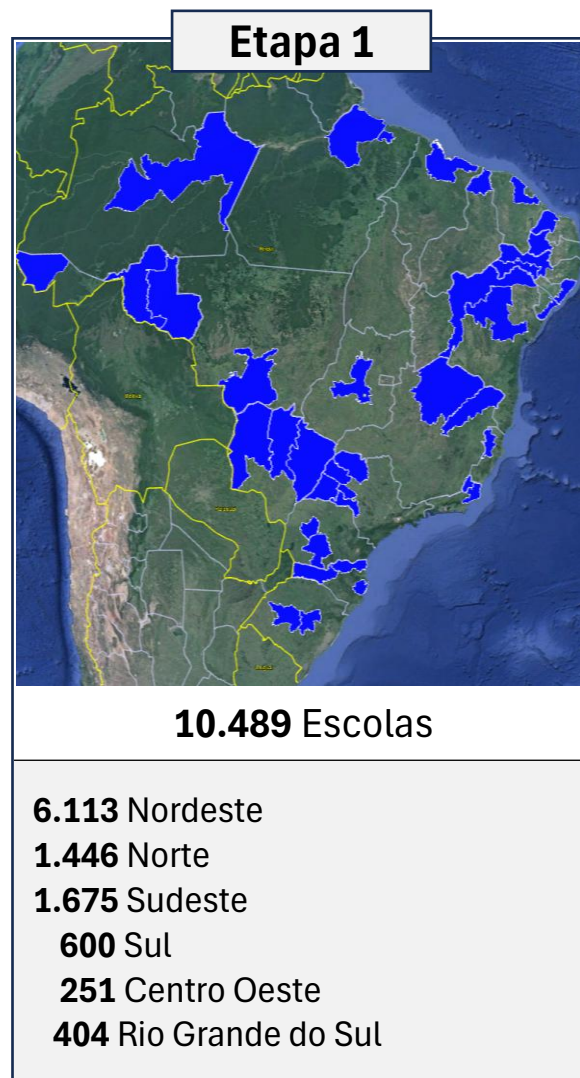 Etapa 1
10.489 Escolas
6.113 Nordeste
1.446 Norte
1.675 Sudeste
600 Sul
251 Centro Oeste
404 Rio Grande do Sul